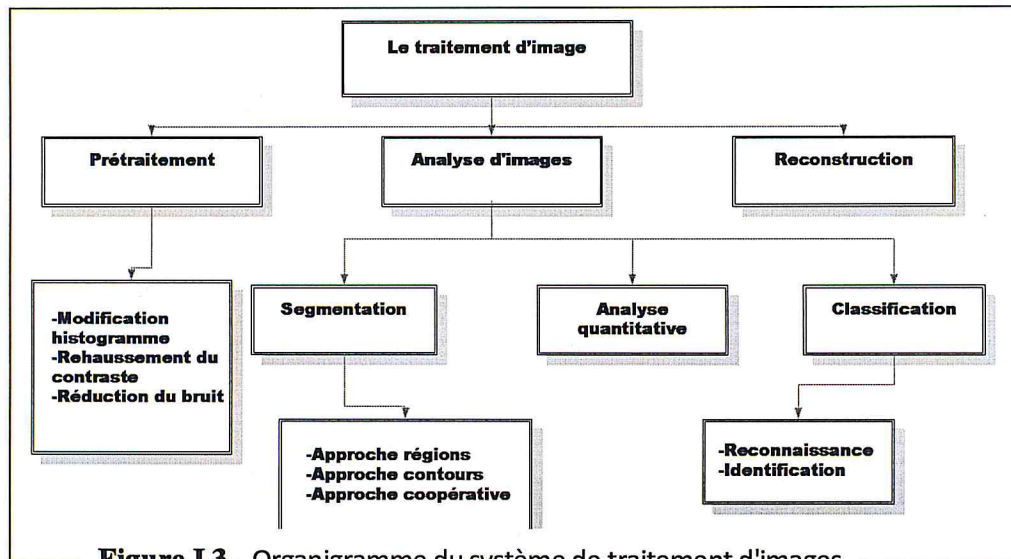 Le traitement d'image
Prétraitement
Analyse d'images
Reconstruction
-Modification
histogramme
-Rehaussement du
contraste
-Réduction du bruit
Segmentation
Analyse
quantitative
Classification
-Approche régions
-Approche contours
-Approche coopérative
-Reconnaissance
-Identification
Figure I.3 Organigramme du système de traitement d'images